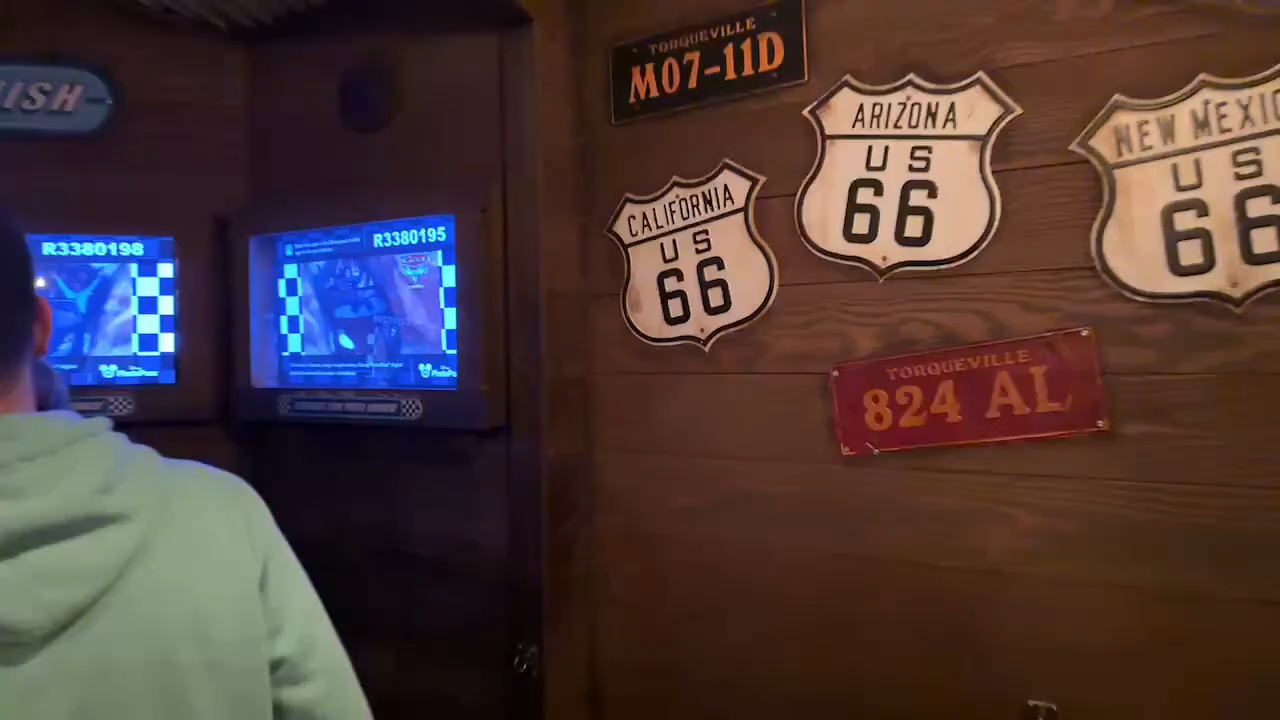 ISH
R3380198
R3380195
TORQUEVILLE
M07-11D
CALIFORNIA
US
66
ARIZONA
US
66
NEW MEXIC
US
66
TORQUEVILLE
824 AL